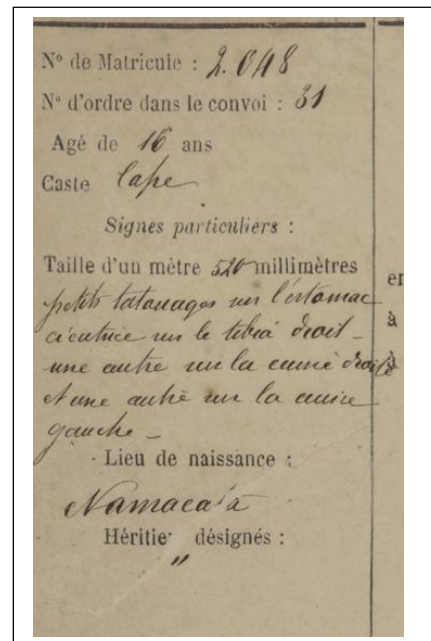 N° de Matricule : 2.048
N° d'ordre dans le convoi : 31
Agé de 16 ans
Caste Cafre
Signes particuliers :
Taille d'un mètre 520 millimètres
petits tatouages sur l'estomac
cicatrice sur le tibia droit -
une autre sur la cuisse droite
et une autre sur la cuisse
gauche -
Lieu de naissance :
Héritier désignés :
"
er
à
à